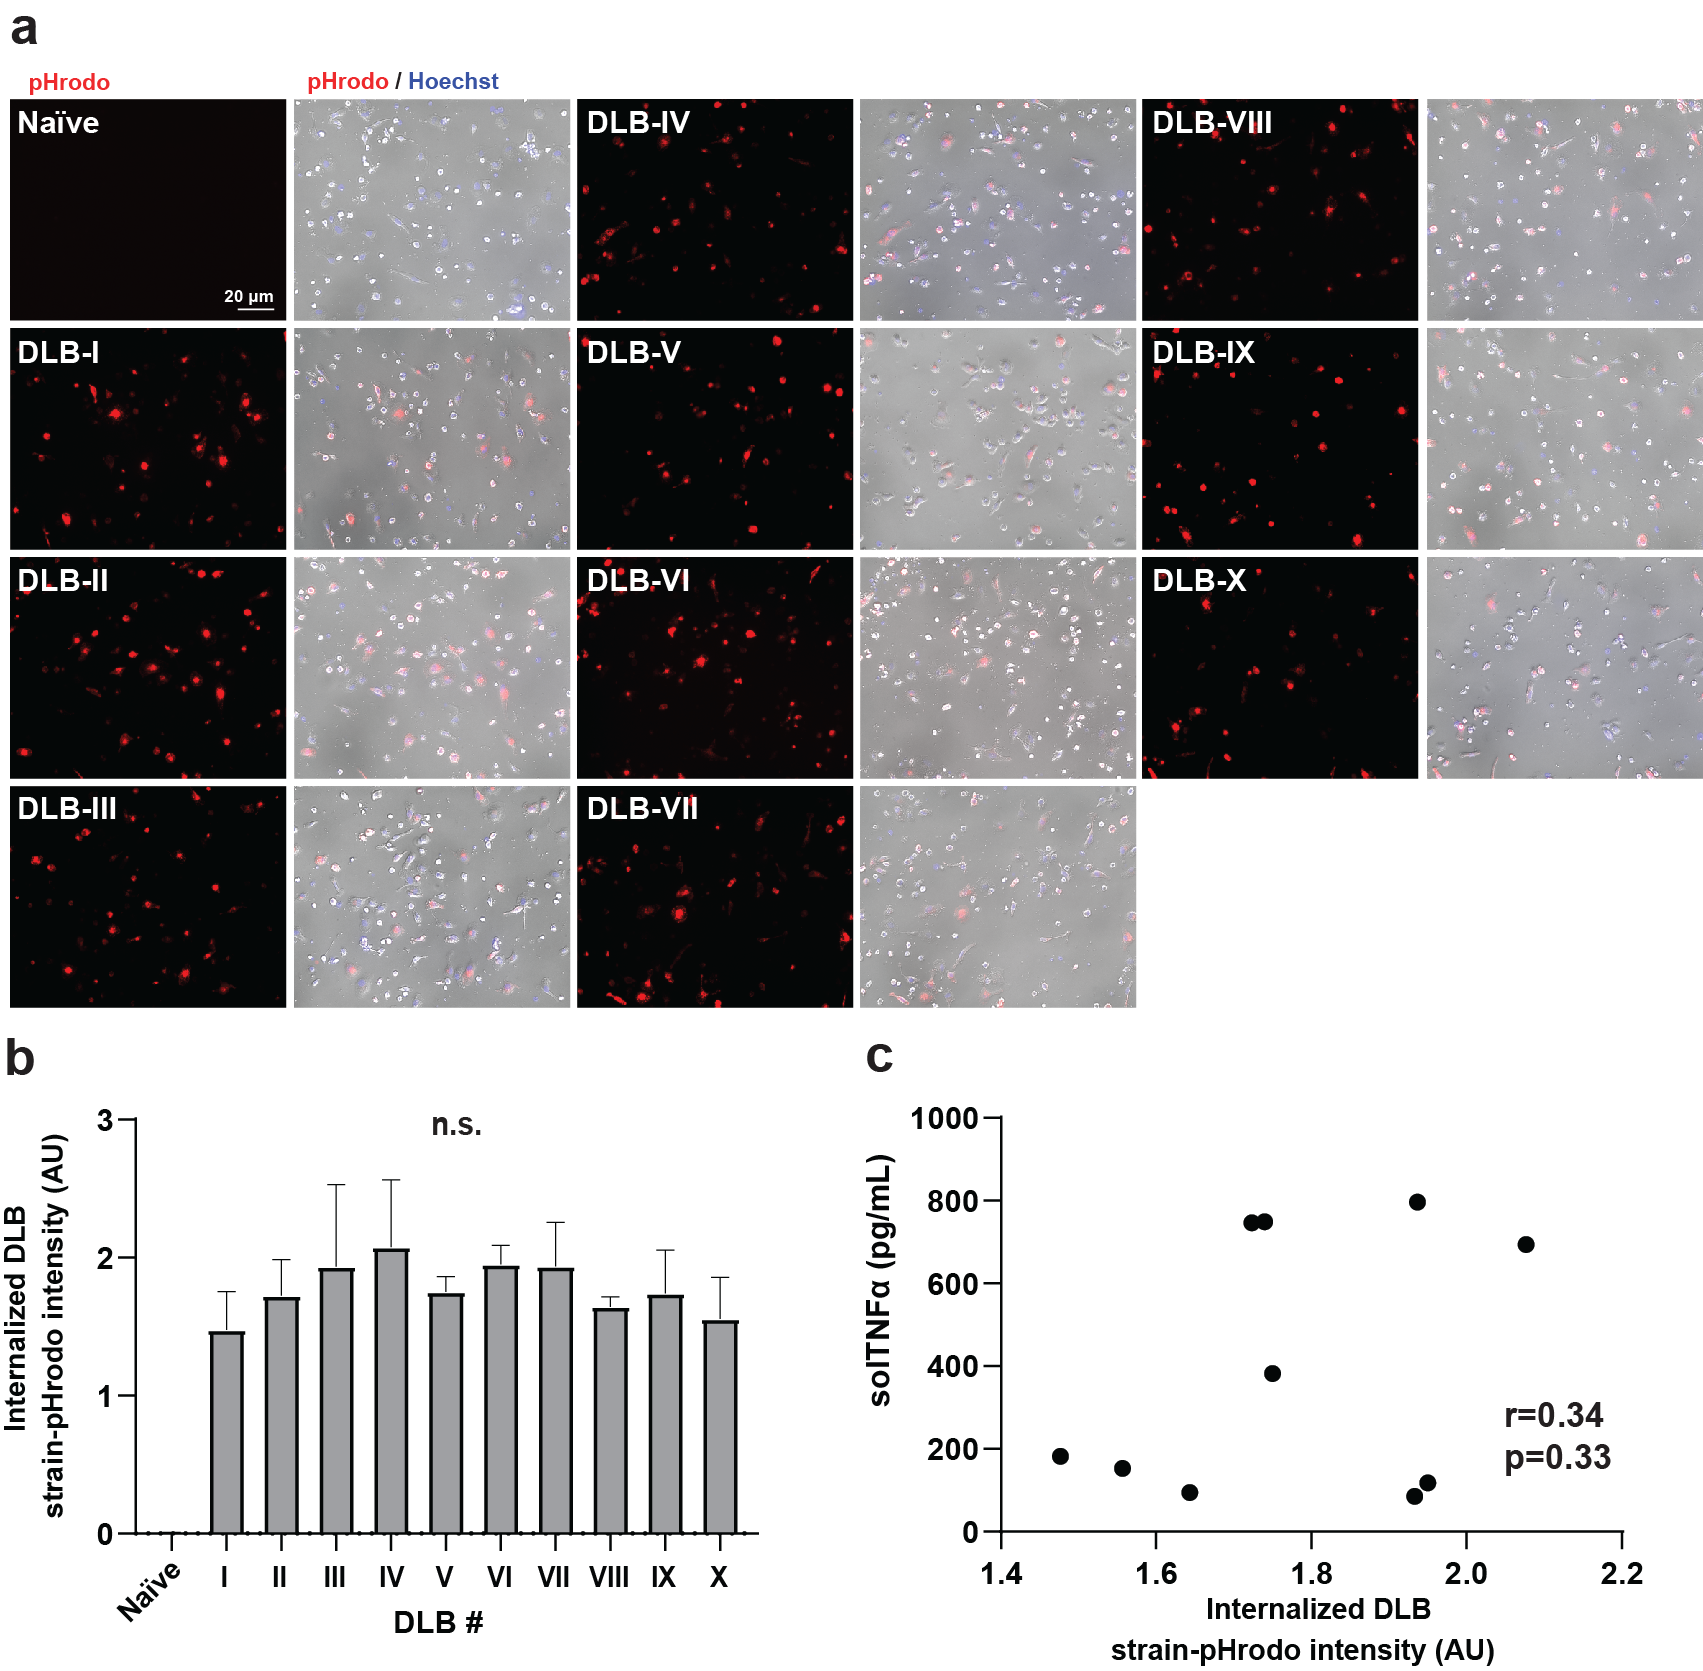 a
pHrodo
pHrodo / Hoechst
Naïve
20 µm
DLB-IV
DLB-VIII
DLB-I
DLB-V
DLB-IX
DLB-II
DLB-VI
DLB-X
DLB-III
DLB-VII
b
Internalized DLB
strain-pHrodo intensity (AU)
3
2
1
0
n.s.
Naïve
I
II
III
IV
V
VI
VII
VIII
IX
X
DLB #
c
solTNFα (pg/mL)
1000
800
600
400
200
0
r=0.34
p=0.33
1.4
1.6
1.8
2.0
2.2
Internalized DLB
strain-pHrodo intensity (AU)